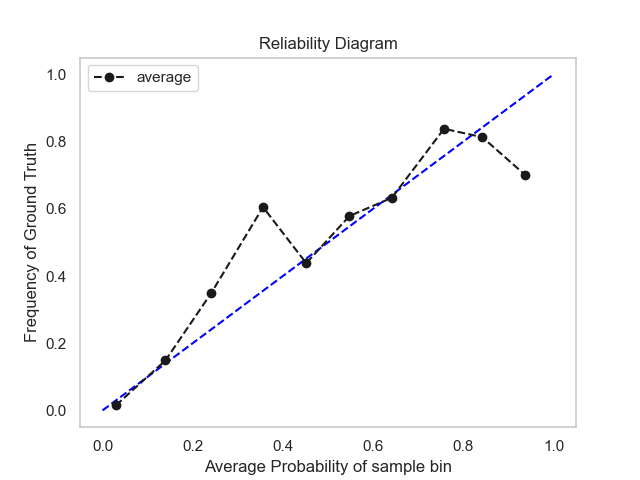 Reliability Diagram
average
1.0
0.8
0.6
0.4
0.2
0.0
Frequency of Ground Truth
0.0 0.2 0.4 0.6 0.8 1.0
Average Probability of sample bin